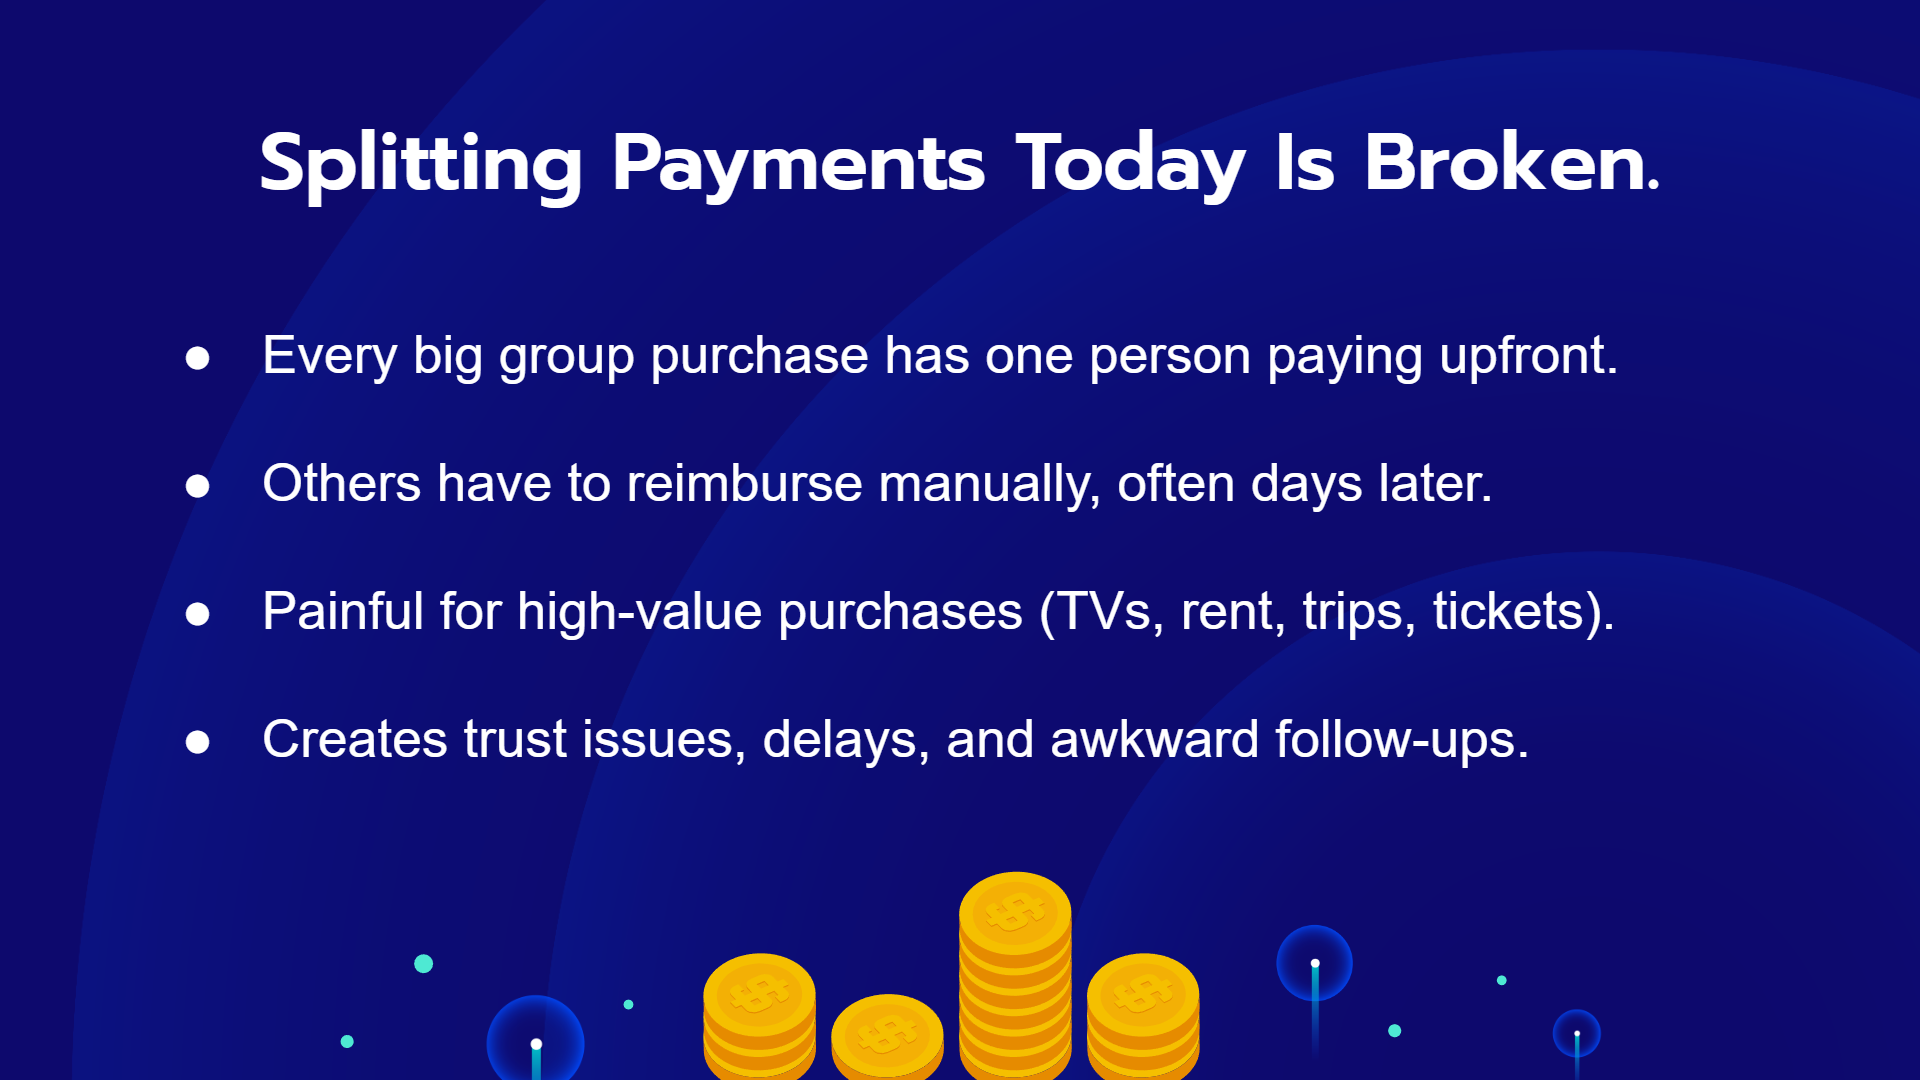 Splitting Payments Today Is Broken.
● Every big group purchase has one person paying upfront.
● Others have to reimburse manually, often days later.
● Painful for high-value purchases (TVs, rent, trips, tickets).
● Creates trust issues, delays, and awkward follow-ups.
$
$
$
$